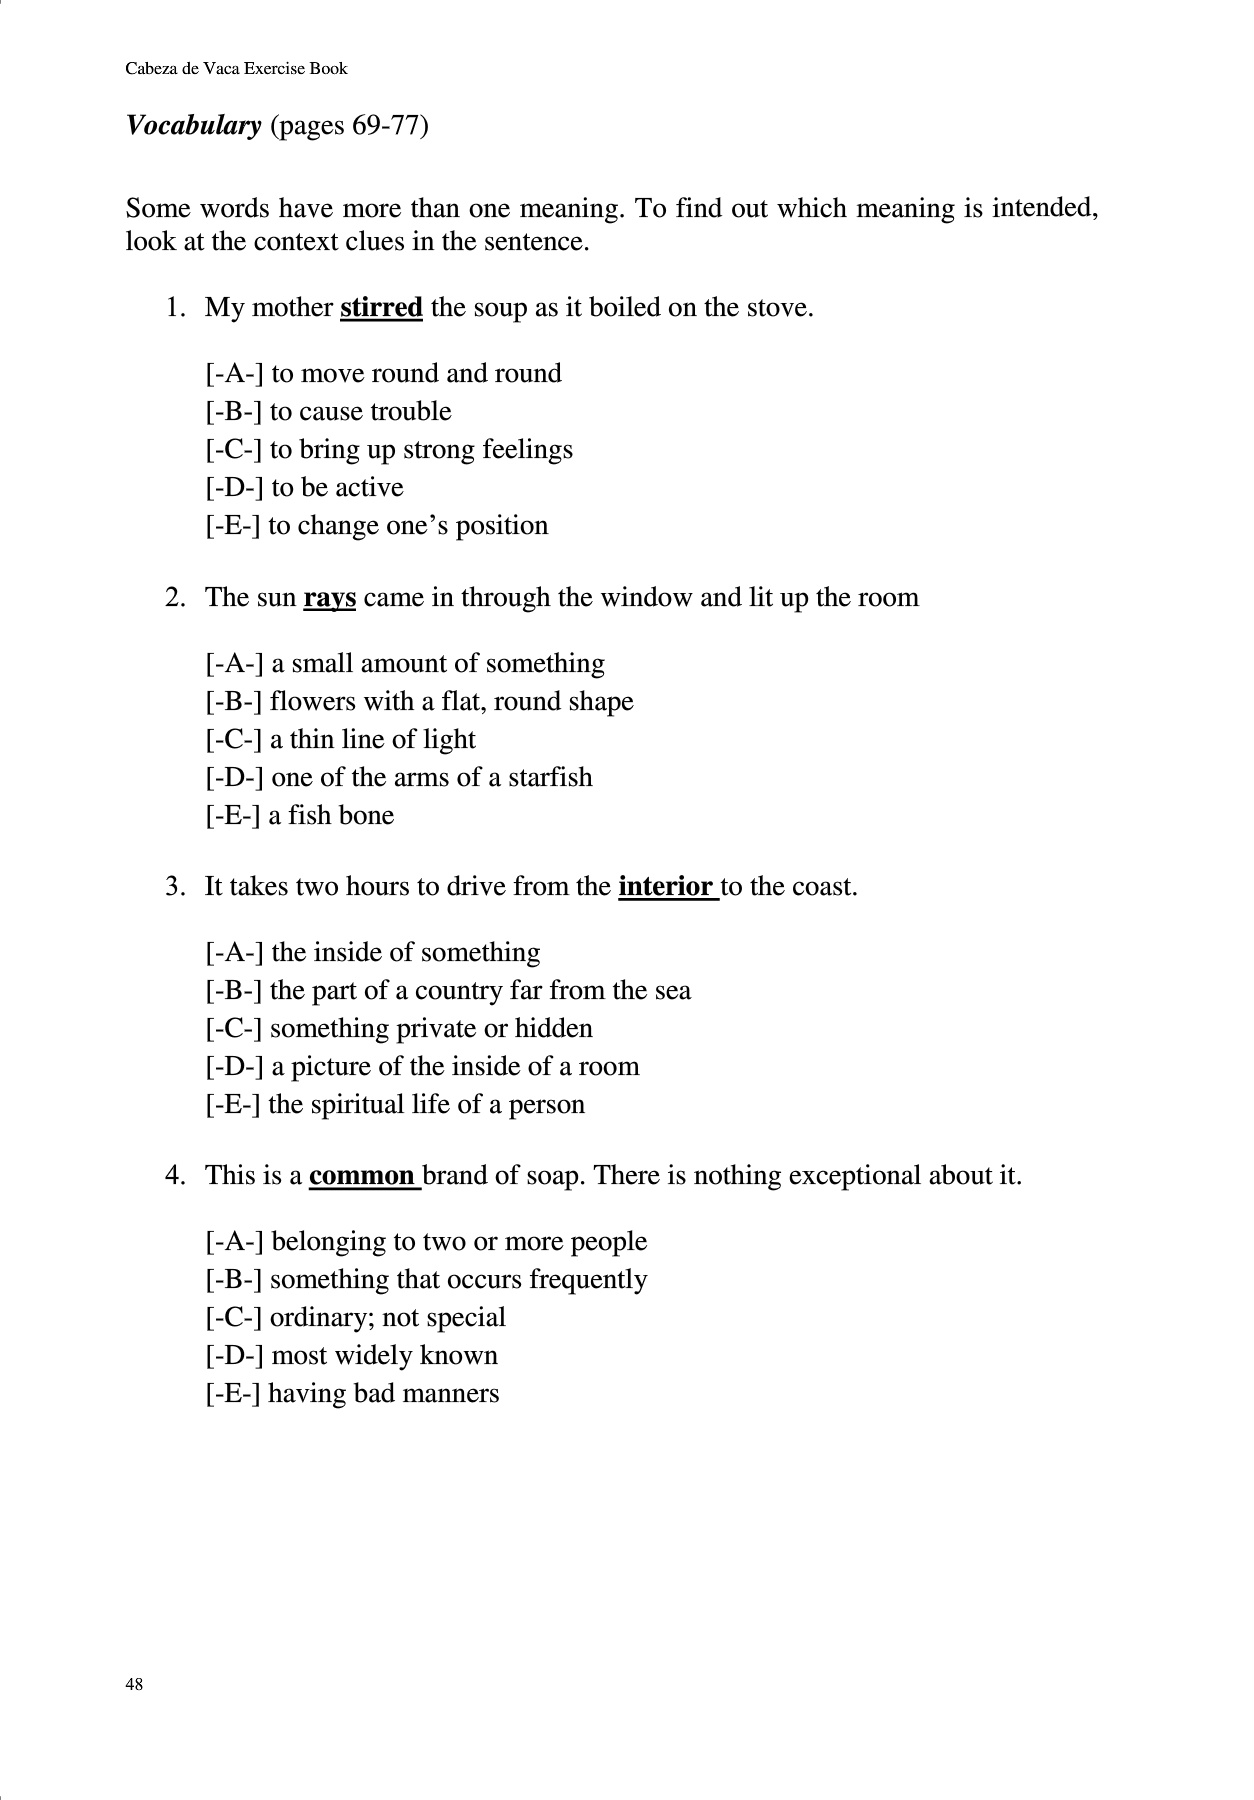 Cabeza de Vaca Exercise Book
Vocabulary (pages 69-77)
Some words have more than one meaning. To find out which meaning is intended,
look at the context clues in the sentence.
1. My mother stirred the soup as it boiled on the stove.
[-A-] to move round and round
[-B-] to cause trouble
[-C-] to bring up strong feelings
[-D-] to be active
[-E-] to change one’s position
2. The sun rays came in through the window and lit up the room
[-A-] a small amount of something
[-B-] flowers with a flat, round shape
[-C-] a thin line of light
[-D-] one of the arms of a starfish
[-E-] a fish bone
3. It takes two hours to drive from the interior to the coast.
[-A-] the inside of something
[-B-] the part of a country far from the sea
[-C-] something private or hidden
[-D-] a picture of the inside of a room
[-E-] the spiritual life of a person
4. This is a common brand of soap. There is nothing exceptional about it.
[-A-] belonging to two or more people
[-B-] something that occurs frequently
[-C-] ordinary; not special
[-D-] most widely known
[-E-] having bad manners
48